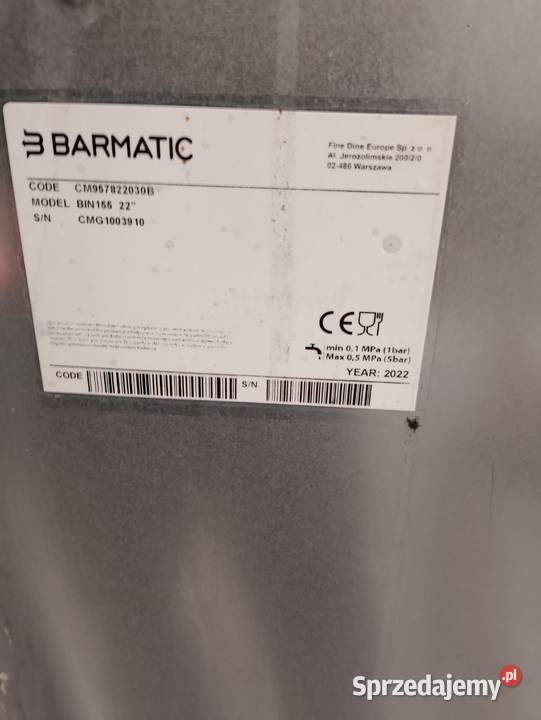 BARMATIC
Fine Dine Europe Sp. z o o
Al. Jerozolimskie 200/2/0
02-486 Warszawa
CODE CM957822030B
MODEL BIN155 22"
S/N CMG1003910
CE
min 0,1 MPa (1bar)
Max 0,5 MPa (5bar)
YEAR: 2022
CODE S/N
Sprzedajemy.pl